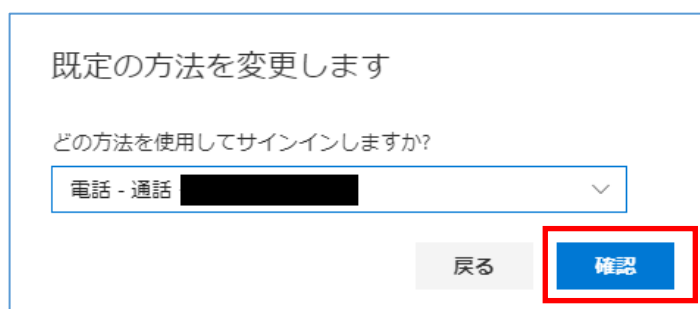 既定の方法を変更します
どの方法を使用してサインインしますか?
電話 - 通話
戻る
確認